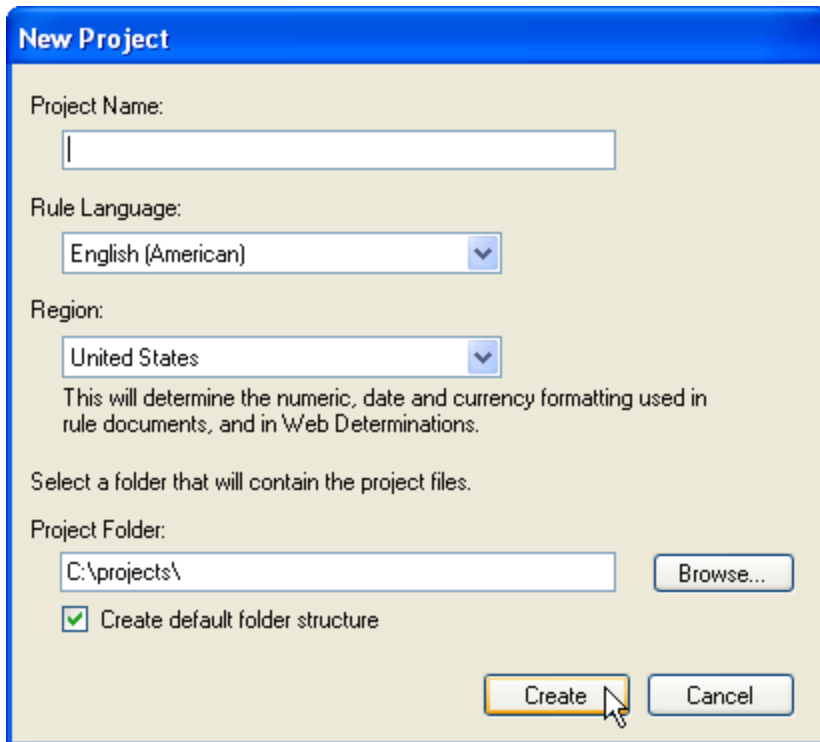 New Project
Project Name:
Rule Language:
English (American)
Region:
United States
This will determine the numeric, date and currency formatting used in
rule documents, and in Web Determinations.
Select a folder that will contain the project files.
Project Folder:
C:\projects\
Browse...
Create default folder structure
Create
Cancel